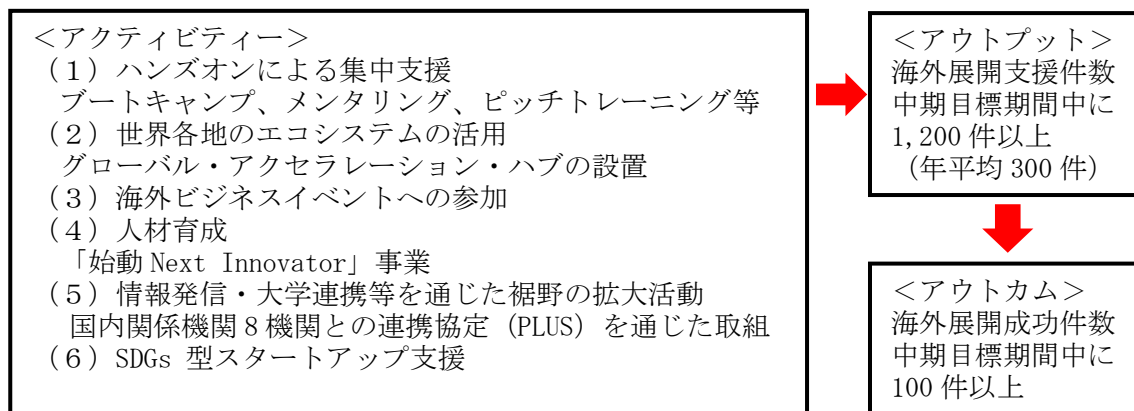 ＜アクティビティー＞
（１）ハンズオンによる集中支援
ブートキャンプ、メンタリング、ピッチトレーニング等
（２）世界各地のエコシステムの活用
グローバル・アクセラレーション・ハブの設置
（３）海外ビジネスイベントへの参加
（４）人材育成
「始動 Next Innovator」事業
（５）情報発信・大学連携等を通じた裾野の拡大活動
国内関係機関８機関との連携協定（PLUS）を通じた取組
（６）SDGs 型スタートアップ支援
＜アウトプット＞
海外展開支援件数
中期目標期間中に
1,200 件以上
（年平均 300 件）
＜アウトカム＞
海外展開成功件数
中期目標期間中に
100 件以上